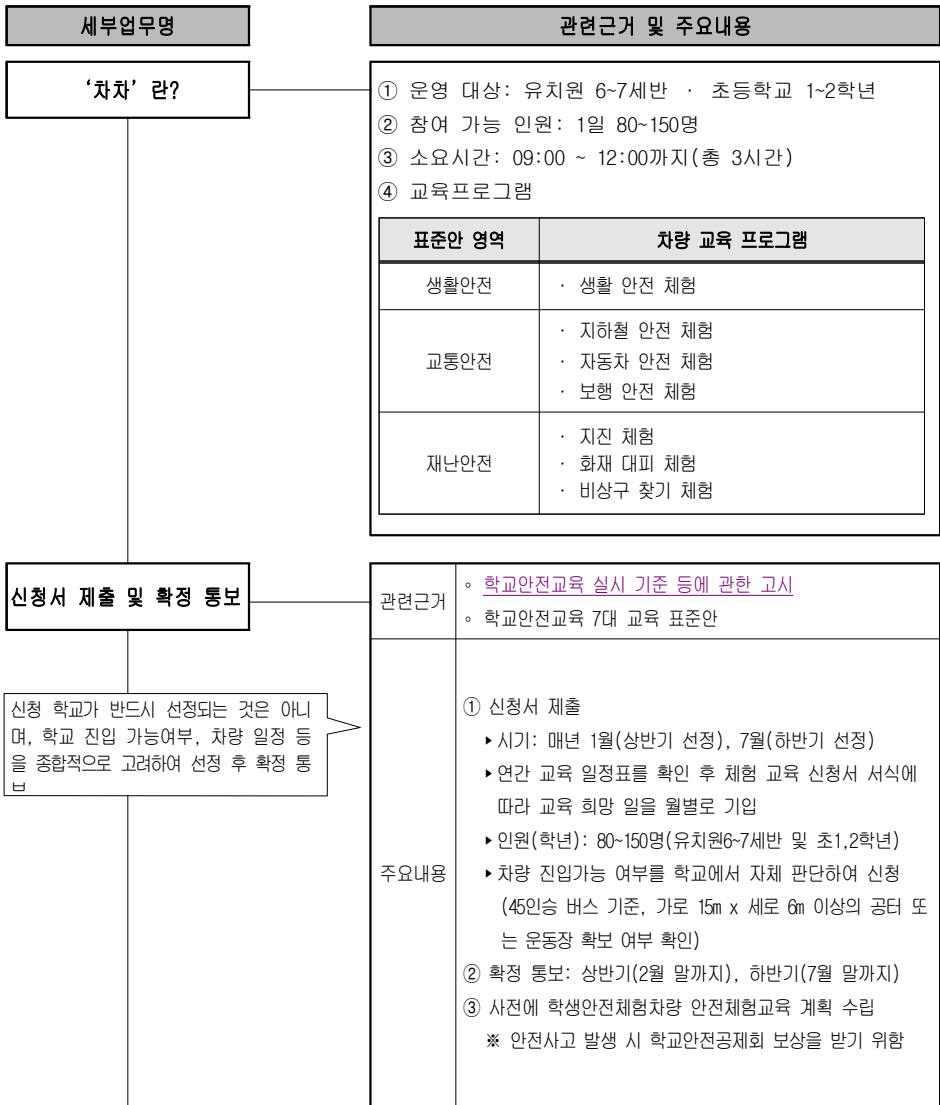 세부업무명
관련근거 및 주요내용
‘차차’ 란?
① 운영 대상: 유치원 6~7세반 · 초등학교 1~2학년
② 참여 가능 인원: 1일 80~150명
③ 소요시간: 09:00 ~ 12:00까지(총 3시간)
④ 교육프로그램
표준안 영역
차량 교육 프로그램
생활안전
· 생활 안전 체험
교통안전
· 지하철 안전 체험
· 자동차 안전 체험
· 보행 안전 체험
재난안전
· 지진 체험
· 화재 대피 체험
· 비상구 찾기 체험
신청서 제출 및 확정 통보
관련근거
◦ 학교안전교육 실시 기준 등에 관한 고시
◦ 학교안전교육 7대 교육 표준안
신청 학교가 반드시 선정되는 것은 아니
며, 학교 진입 가능여부, 차량 일정 등
을 종합적으로 고려하여 선정 후 확정 통
주요내용
① 신청서 제출
▸시기: 매년 1월(상반기 선정), 7월(하반기 선정)
▸연간 교육 일정표를 확인 후 체험 교육 신청서 서식에
따라 교육 희망 일을 월별로 기입
▸인원(학년): 80~150명(유치원6~7세반 및 초1,2학년)
▸차량 진입가능 여부를 학교에서 자체 판단하여 신청
(45인승 버스 기준, 가로 15m x 세로 6m 이상의 공터 또
는 운동장 확보 여부 확인)
② 확정 통보: 상반기(2월 말까지), 하반기(7월 말까지)
③ 사전에 학생안전체험차량 안전체험교육 계획 수립
※ 안전사고 발생 시 학교안전공제회 보상을 받기 위함